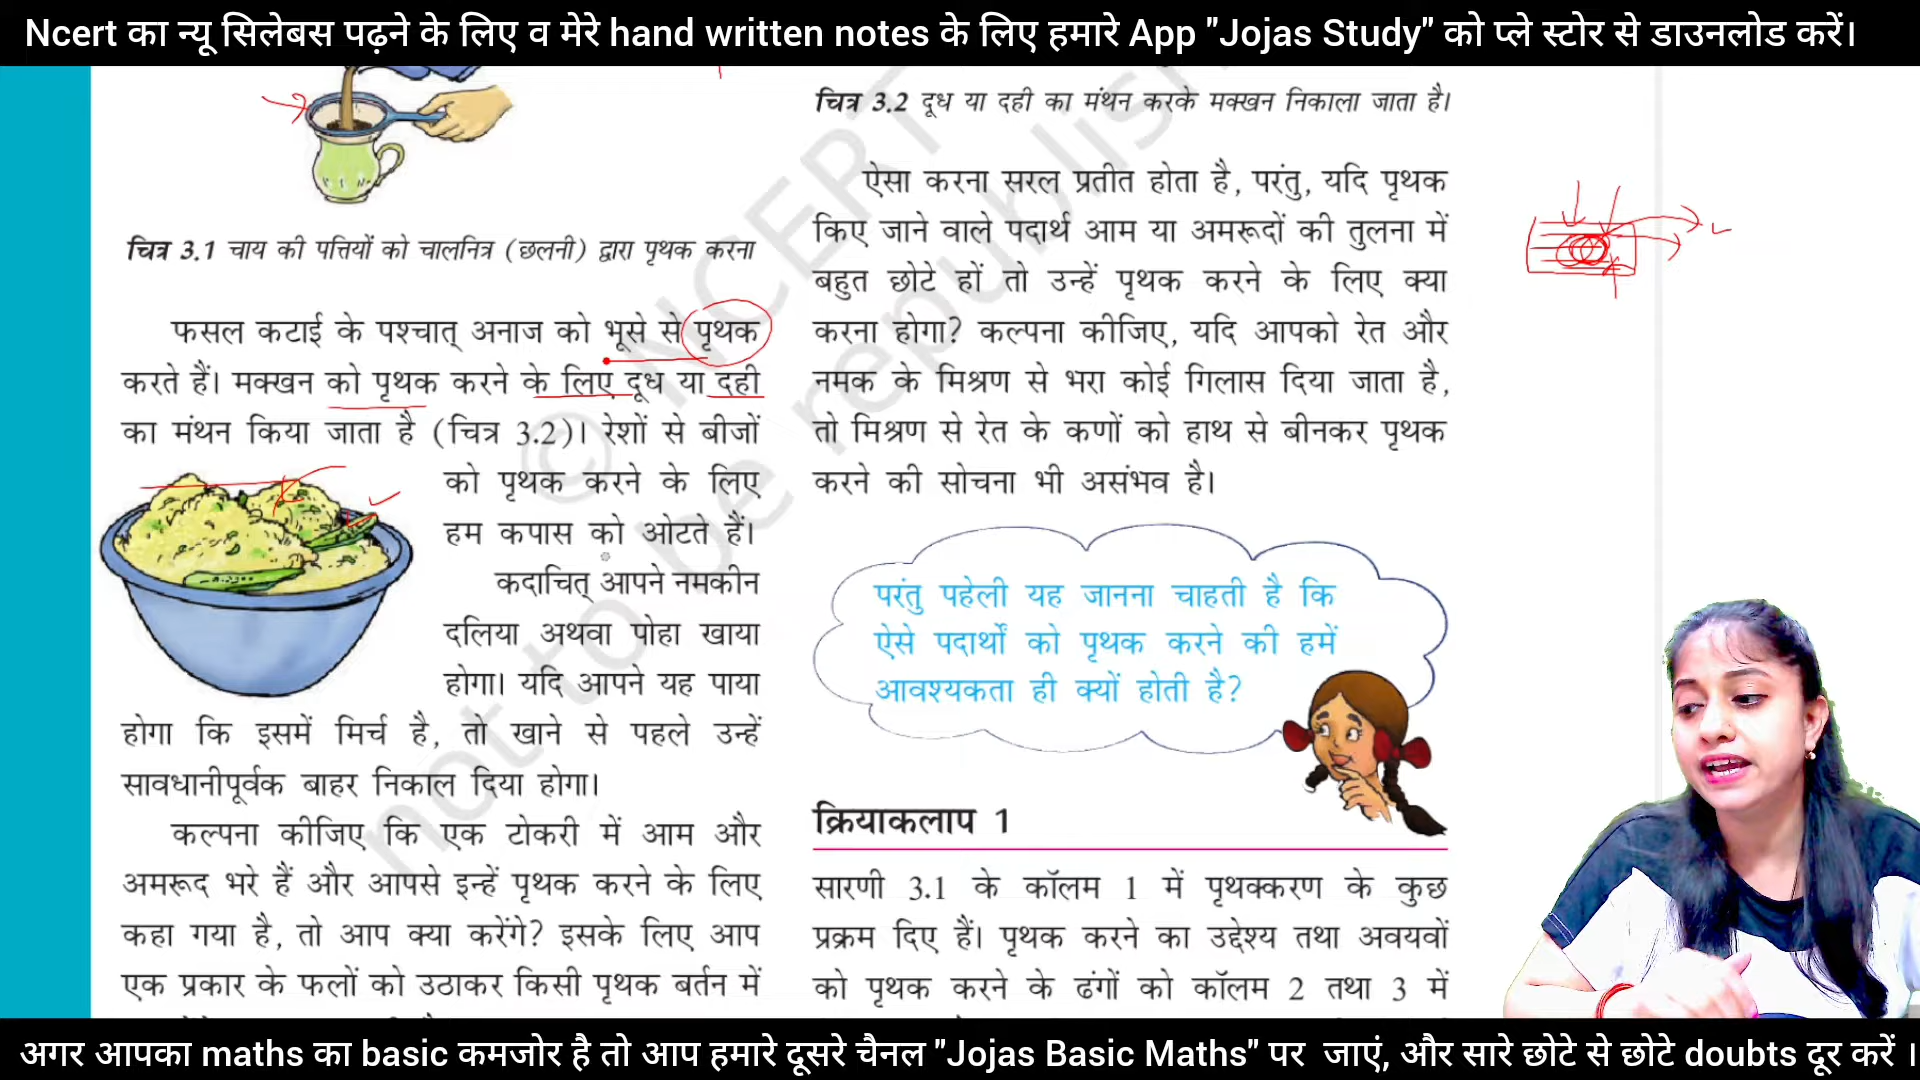 Ncert का न्यू सिलेबस पढ़ने के लिए व मेरे hand written notes के लिए हमारे App "Jojas Study" को प्ले स्टोर से डाउनलोड करें।
चित्र 3.1 चाय की पत्तियों को चालनित्र (छलनी) द्वारा पृथक करना
फसल कटाई के पश्चात् अनाज को भूसे से पृथक
करते हैं। मक्खन को पृथक करने के लिए दूध या दही
का मंथन किया जाता है (चित्र 3.2)। रेशों से बीजों
को पृथक करने के लिए
हम कपास को ओटते हैं।
कदाचित् आपने नमकीन
दलिया अथवा पोहा खाया
होगा। यदि आपने यह पाया
होगा कि इसमें मिर्च है, तो खाने से पहले उन्हें
सावधानीपूर्वक बाहर निकाल दिया होगा।
कल्पना कीजिए कि एक टोकरी में आम और
अमरूद भरे हैं और आपसे इन्हें पृथक करने के लिए
कहा गया है, तो आप क्या करेंगे? इसके लिए आप
एक प्रकार के फलों को उठाकर किसी पृथक बर्तन में
चित्र 3.2 दूध या दही का मंथन करके मक्खन निकाला जाता है।
ऐसा करना सरल प्रतीत होता है, परंतु, यदि पृथक
किए जाने वाले पदार्थ आम या अमरूदों की तुलना में
बहुत छोटे हों तो उन्हें पृथक करने के लिए क्या
करना होगा? कल्पना कीजिए, यदि आपको रेत और
नमक के मिश्रण से भरा कोई गिलास दिया जाता है,
तो मिश्रण से रेत के कणों को हाथ से बीनकर पृथक
करने की सोचना भी असंभव है।
परंतु पहेली यह जानना चाहती है कि
ऐसे पदार्थों को पृथक करने की हमें
आवश्यकता ही क्यों होती है?
क्रियाकलाप 1
सारणी 3.1 के कॉलम 1 में पृथक्करण के कुछ
प्रक्रम दिए हैं। पृथक करने का उद्देश्य तथा अवयवों
को पृथक करने के ढंगों को कॉलम 2 तथा 3 में
© NCERT
not to be republish
अगर आपका maths का basic कमजोर है तो आप हमारे दूसरे चैनल "Jojas Basic Maths" पर जाएं, और सारे छोटे से छोटे doubts दूर करें ।